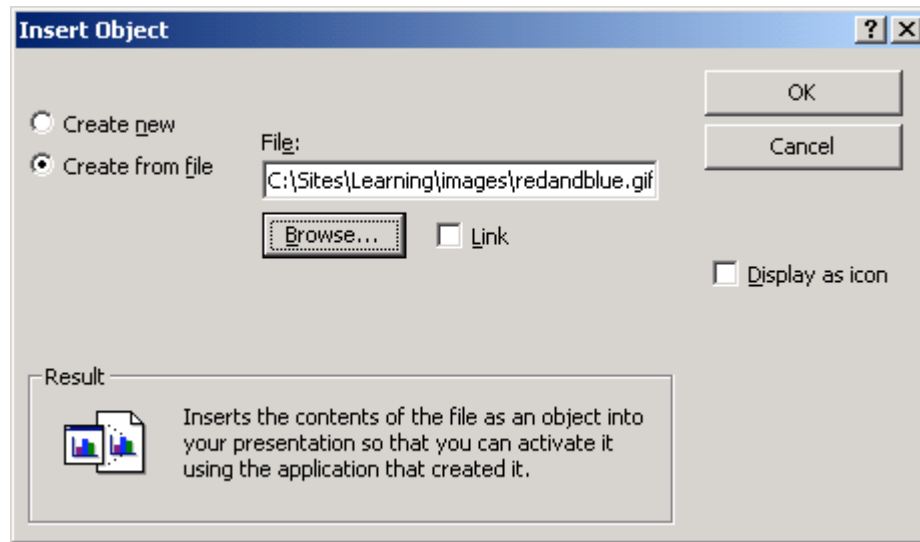 Insert Object
Create new
Create from file
File:
C:\Sites\Learning\images\redandblue.gif
Browse...
Link
OK
Cancel
Display as icon
Result
Inserts the contents of the file as an object into
your presentation so that you can activate it
using the application that created it.